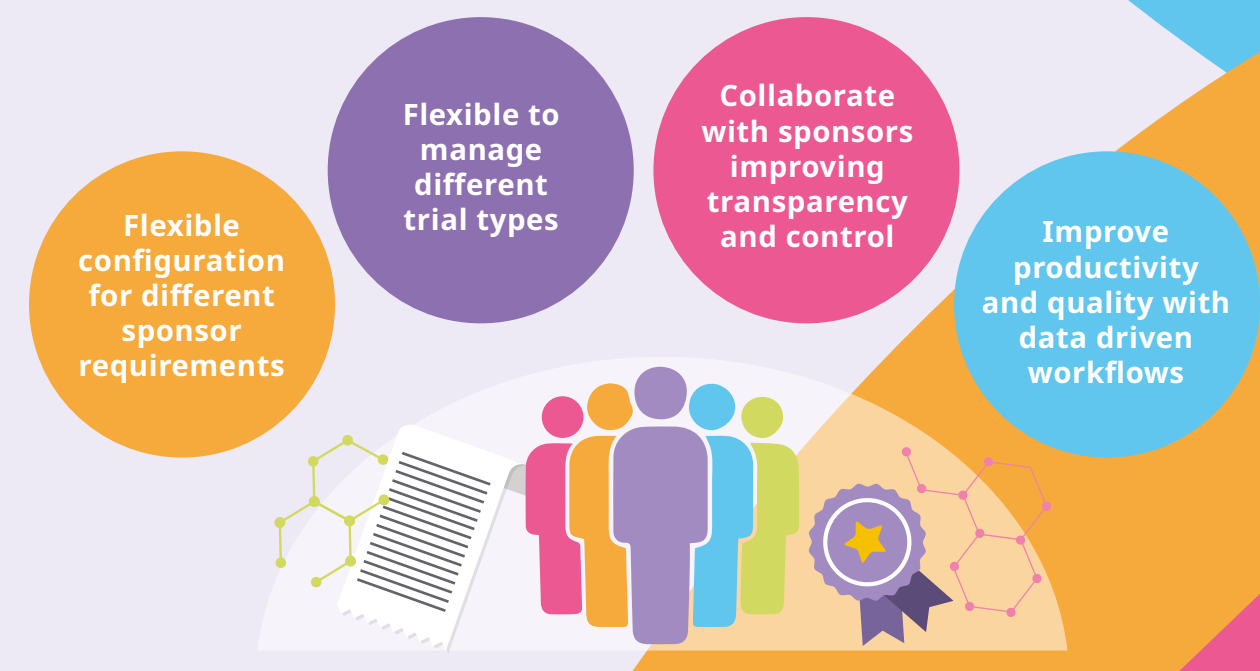 Flexible
configuration
for different
sponsor
requirements
Flexible to
manage
different
trial types
Collaborate
with sponsors
improving
transparency
and control
Improve
productivity
and quality with
data driven
workflows